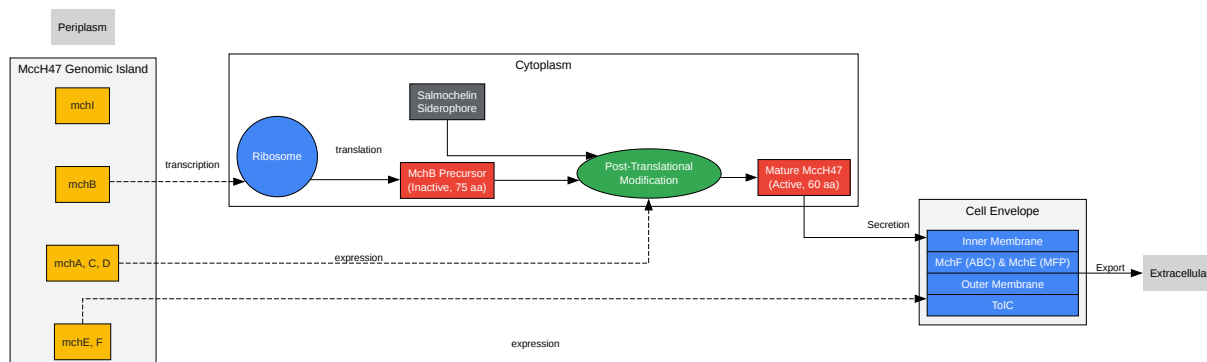 Periplasm
MccH47 Genomic Island
mchI
mchB
mchA, C, D
mchE, F
transcription
Cytoplasm
Ribosome
translation
Salmochelin
Siderophore
MchB Precursor
(Inactive, 75 aa)
Post-Translational
Modification
Mature MccH47
(Active, 60 aa)
expression
expression
Secretion
Cell Envelope
Inner Membrane
MchF (ABC) & MchE (MFP)
Outer Membrane
TolC
Export
Extracellular